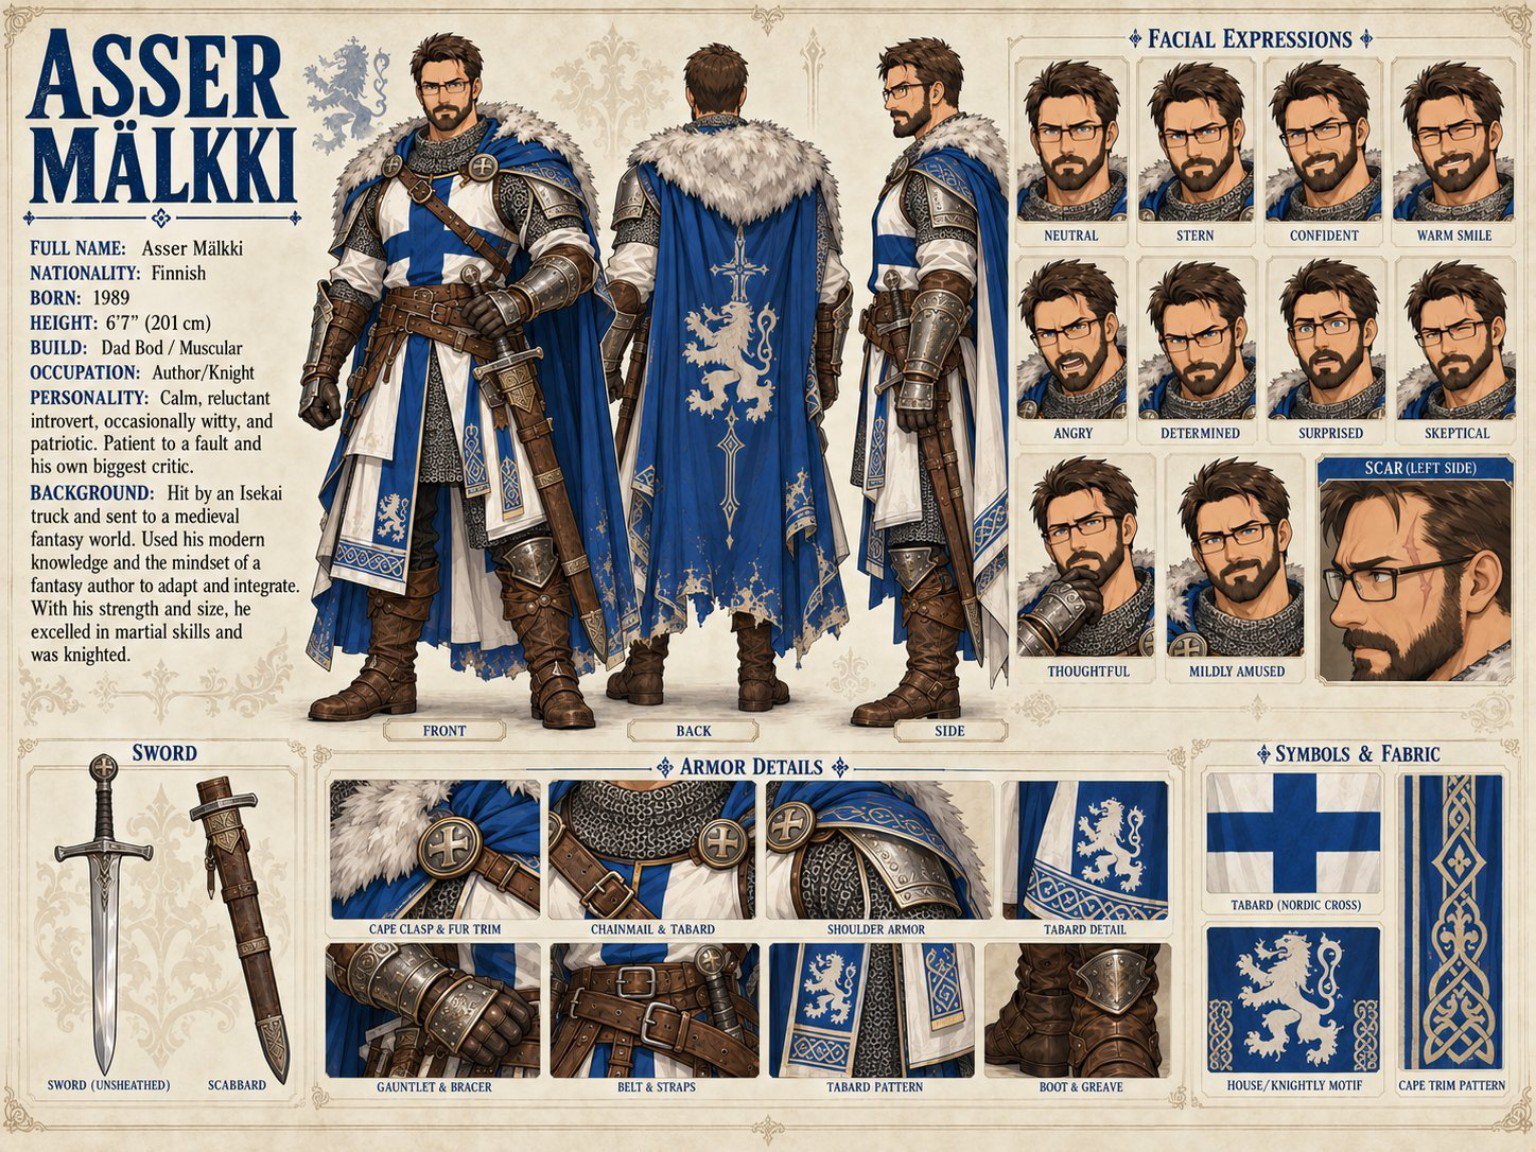 ASSER
MÄLKKI
FULL NAME: Asser Mälkki
NATIONALITY: Finnish
BORN: 1989
HEIGHT: 6'7" (201 cm)
BUILD: Dad Bod / Muscular
OCCUPATION: Author/Knight
PERSONALITY: Calm, reluctant
introvert, occasionally witty, and
patriotic. Patient to a fault and
his own biggest critic.
BACKGROUND: Hit by an Isekai
truck and sent to a medieval
fantasy world. Used his modern
knowledge and the mindset of a
fantasy author to adapt and integrate.
With his strength and size, he
excelled in martial skills and
was knighted.
FRONT
BACK
SIDE
FACIAL EXPRESSIONS
NEUTRAL
STERN
CONFIDENT
WARM SMILE
ANGRY
DETERMINED
SURPRISED
SKEPTICAL
THOUGHTFUL
MILDLY AMUSED
SCAR (LEFT SIDE)
SWORD
SWORD (UNSHEATHED)
SCABBARD
ARMOR DETAILS
CAPE CLASP & FUR TRIM
CHAINMAIL & TABARD
SHOULDER ARMOR
TABARD DETAIL
GAUNTLET & BRACER
BELT & STRAPS
TABARD PATTERN
BOOT & GREAVE
SYMBOLS & FABRIC
TABARD (NORDIC CROSS)
HOUSE/KNIGHTLY MOTIF
CAPE TRIM PATTERN